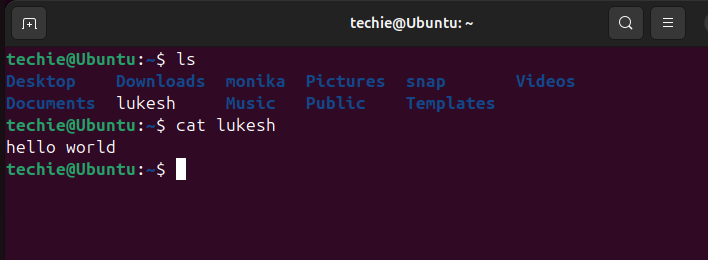 techie@Ubuntu: ~
techie@Ubuntu:~$ ls
Desktop Downloads monika Pictures snap Videos
Documents lukesh Music Public Templates
techie@Ubuntu:~$ cat lukesh
hello world
techie@Ubuntu:~$